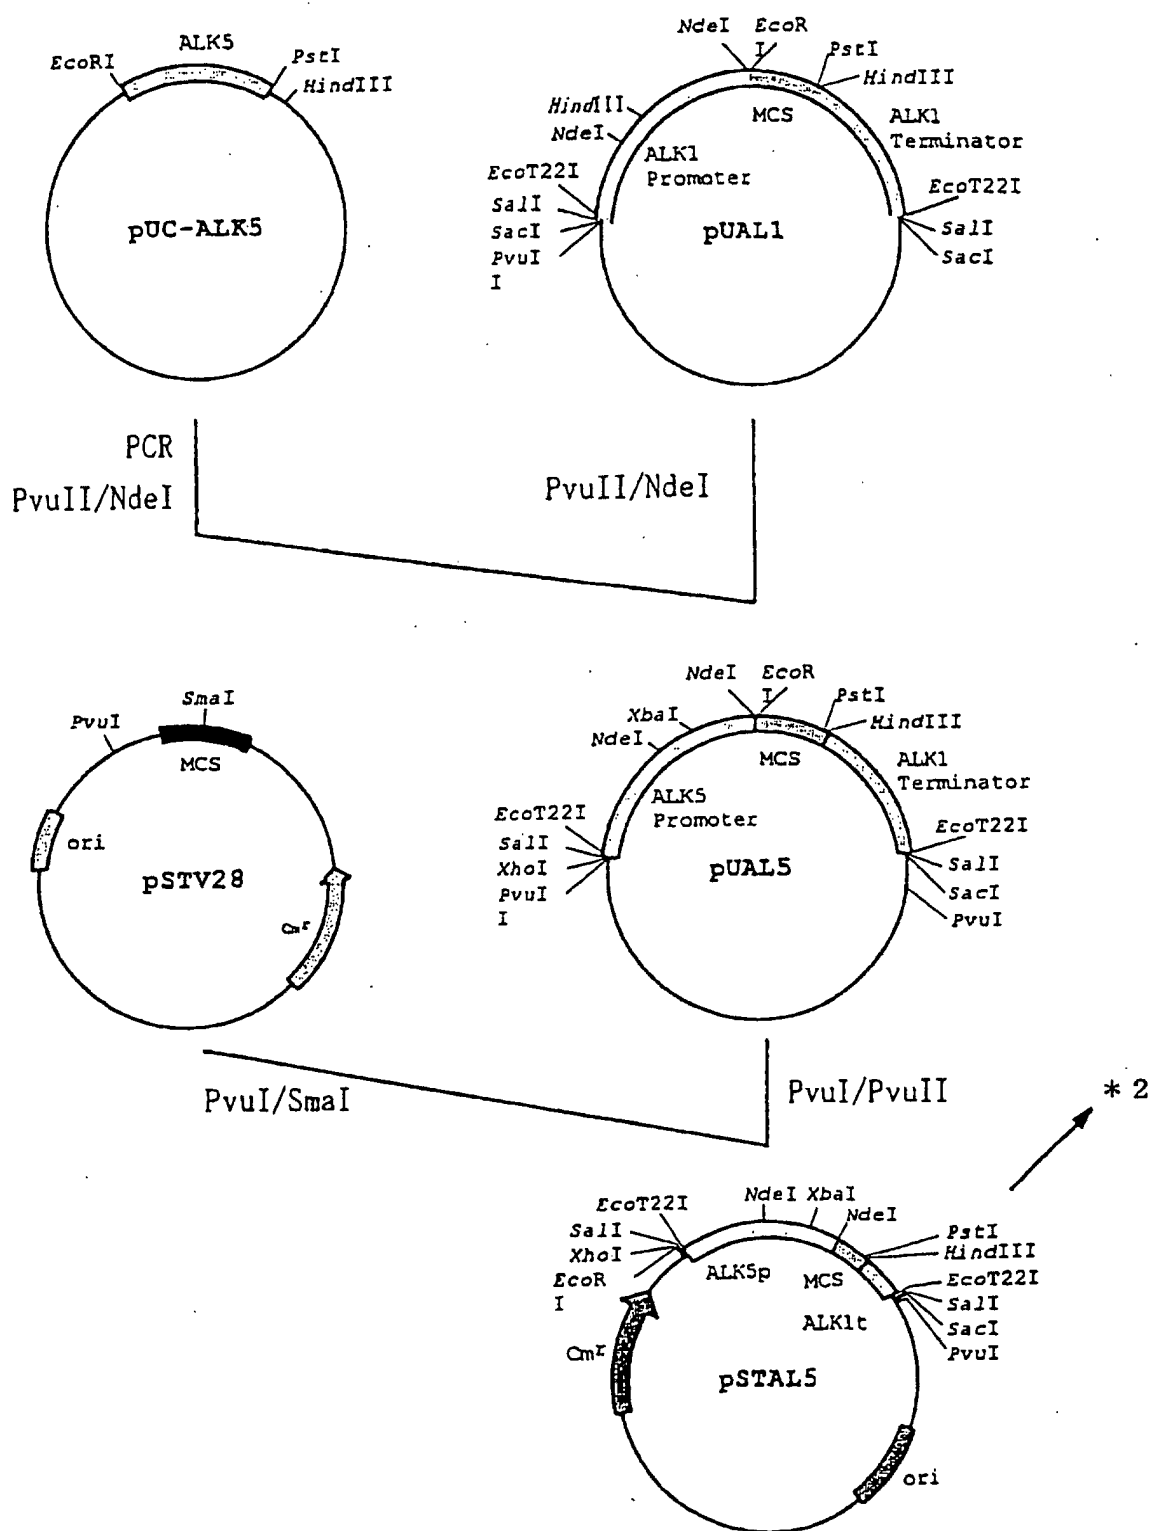 ALK5
EcoRI
PstI
HindIII
pUC-ALK5
NdeI
EcoR
I
PstI
HindIII
HindIII
NdeI
MCS
ALK1
Terminator
ALK1
Promoter
EcoT22I
SalI
SacI
PvuI
I
pUAL1
EcoT22I
SalI
SacI
PCR
PvuII/NdeI
PvuII/NdeI
SmaI
PvuI
MCS
ori
pSTV28
Cmr
NdeI
EcoR
I
PstI
HindIII
XbaI
NdeI
MCS
ALK1
Terminator
ALK5
Promoter
EcoT22I
SalI
XhoI
PvuI
I
pUAL5
EcoT22I
SalI
SacI
PvuI
PvuI/SmaI
PvuI/PvuII
* 2
EcoT22I
SalI
XhoI
EcoR
I
NdeI
XbaI
NdeI
PstI
HindIII
EcoT22I
SalI
SacI
PvuI
ALK5p
MCS
ALK1t
Cmr
pSTAL5
ori